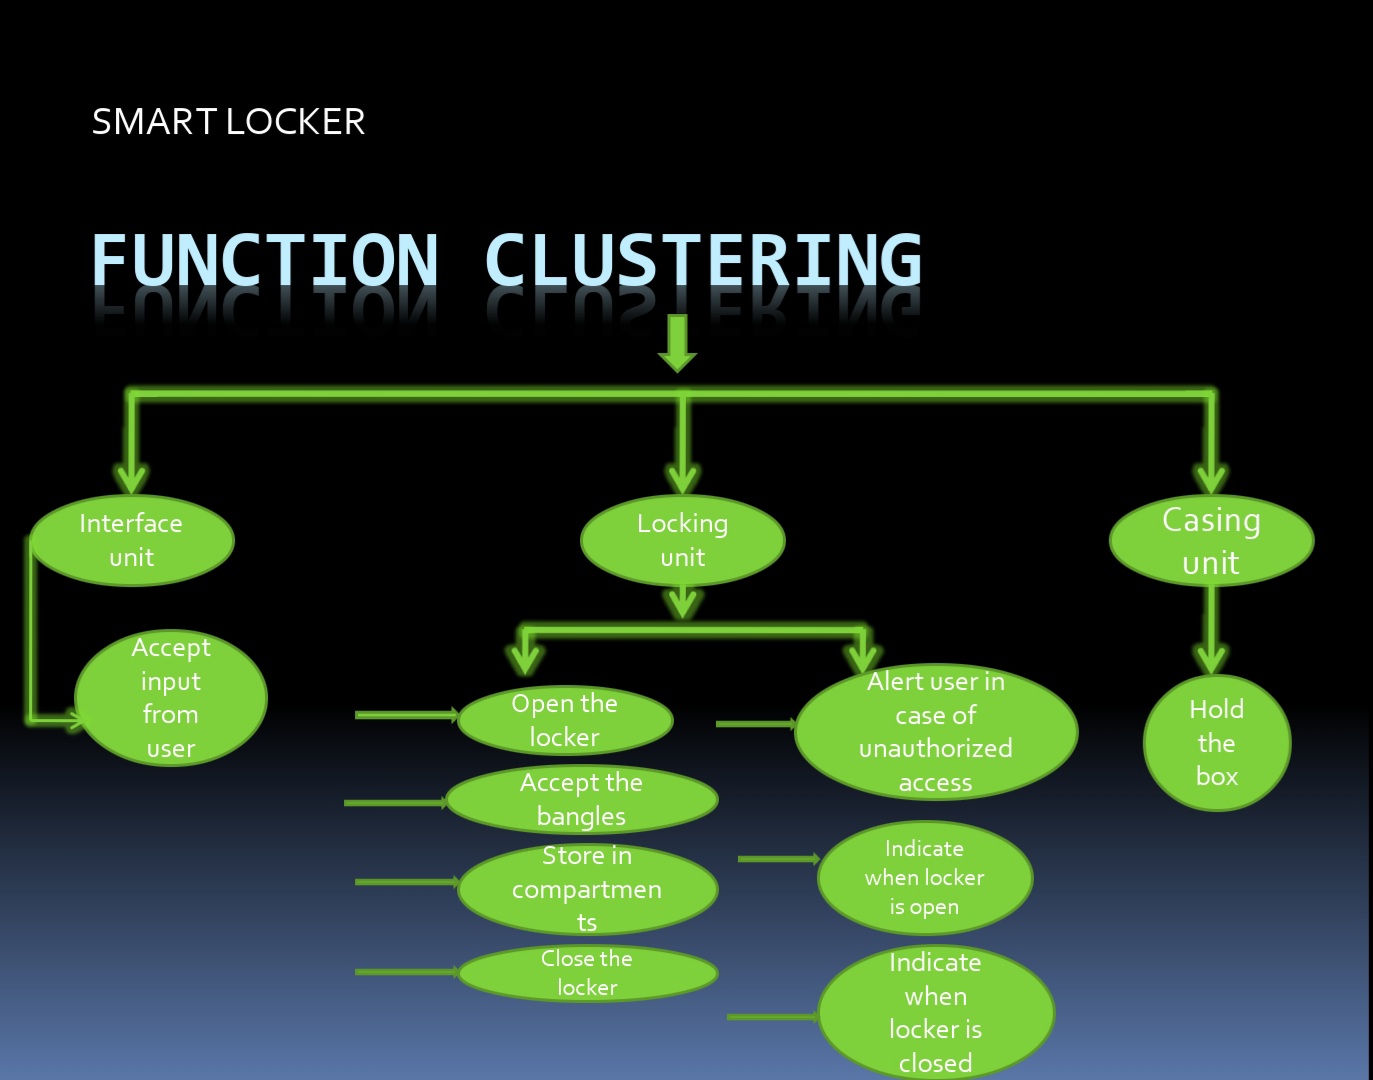 SMART LOCKER
FUNCTION CLUSTERING
Interface
unit
Locking
unit
Casing
unit
Accept
input
from
user
Open the
locker
Accept the
bangles
Store in
compartmen
ts
Close the
locker
Alert user in
case of
unauthorized
access
Indicate
when locker
is open
Indicate
when
locker is
closed
Hold
the
box